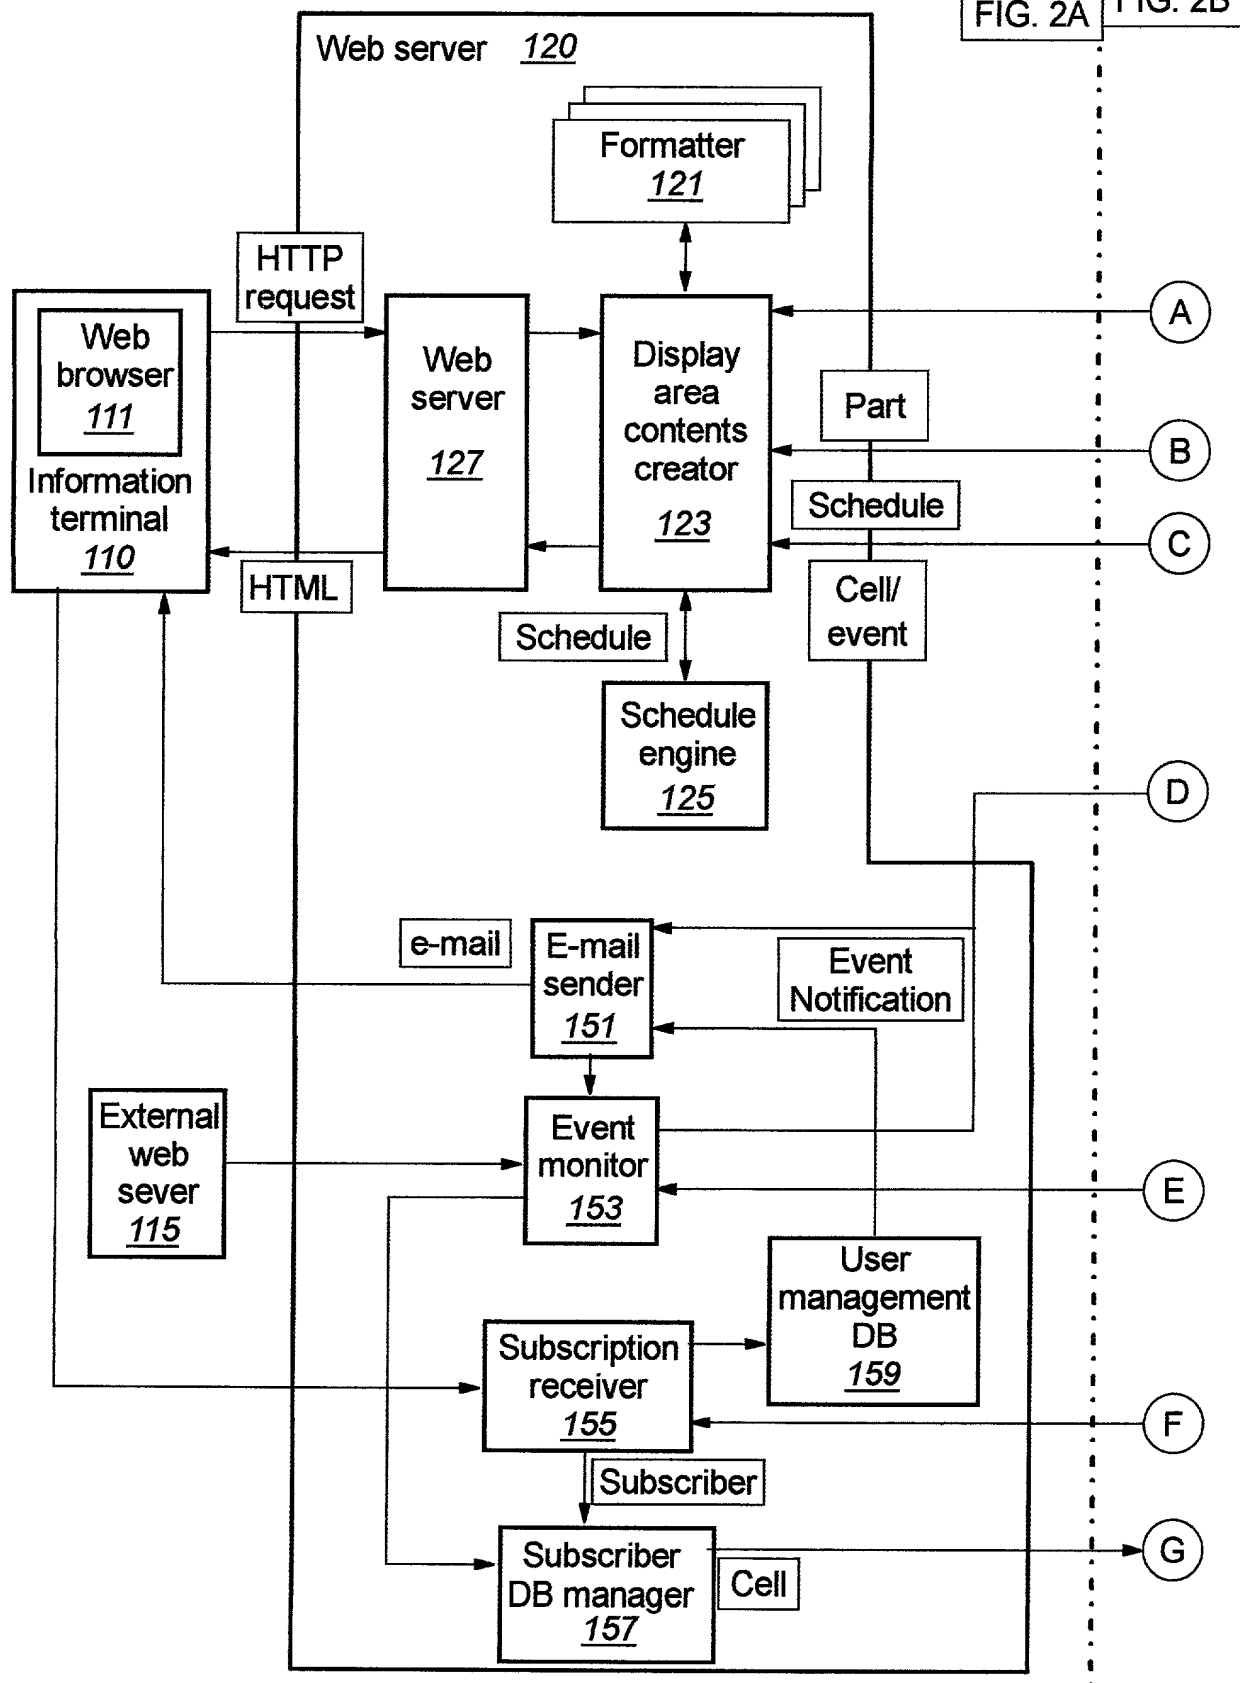 FIG. 2A
FIG. 2B
Web server 120
Formatter
121
HTTP
request
Web
browser
111
Information
terminal
110
Web
server
127
Display
area
contents
creator
123
A
Part
B
Schedule
C
HTML
Cell/
event
Schedule
Schedule
engine
125
D
e-mail
E-mail
sender
151
Event
Notification
External
web
sever
115
Event
monitor
153
E
User
management
DB
159
Subscription
receiver
155
F
Subscriber
Subscriber
DB manager
157
Cell
G